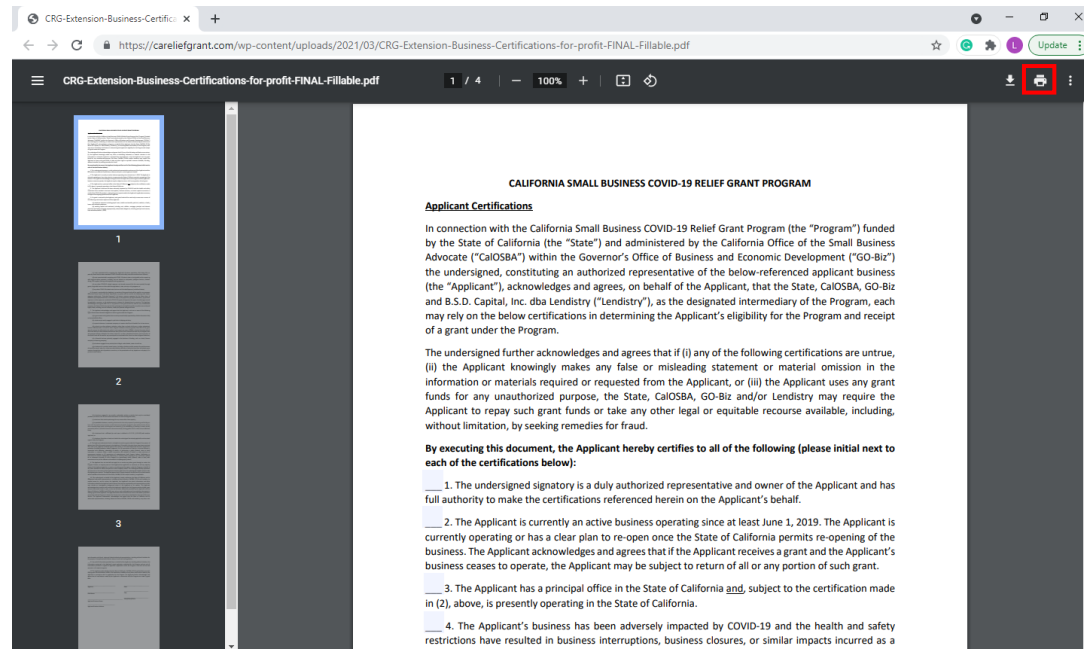 CRG-Extension-Business-Certific
https://careliefgrant.com/wp-content/uploads/2021/03/CRG-Extension-Business-Certifications-for-profit-FINAL-Fillable.pdf
L
Update
CRG-Extension-Business-Certifications-for-profit-FINAL-Fillable.pdf
1 / 4
100%
1
2
3
CALIFORNIA SMALL BUSINESS COVID-19 RELIEF GRANT PROGRAM
Applicant Certifications
In connection with the California Small Business COVID-19 Relief Grant Program (the “Program”) funded
by the State of California (the “State”) and administered by the California Office of the Small Business
Advocate (“CalOSBA”) within the Governor’s Office of Business and Economic Development (“GO-Biz”)
the undersigned, constituting an authorized representative of the below-referenced applicant business
(the “Applicant”), acknowledges and agrees, on behalf of the Applicant, that the State, CalOSBA, GO-Biz
and B.S.D. Capital, Inc. dba Lendistry (“Lendistry”), as the designated intermediary of the Program, each
may rely on the below certifications in determining the Applicant’s eligibility for the Program and receipt
of a grant under the Program.
The undersigned further acknowledges and agrees that if (i) any of the following certifications are untrue,
(ii) the Applicant knowingly makes any false or misleading statement or material omission in the
information or materials required or requested from the Applicant, or (iii) the Applicant uses any grant
funds for any unauthorized purpose, the State, CalOSBA, GO-Biz and/or Lendistry may require the
Applicant to repay such grant funds or take any other legal or equitable recourse available, including,
without limitation, by seeking remedies for fraud.
By executing this document, the Applicant hereby certifies to all of the following (please initial next to
each of the certifications below):
___ 1. The undersigned signatory is a duly authorized representative and owner of the Applicant and has
full authority to make the certifications referenced herein on the Applicant’s behalf.
___ 2. The Applicant is currently an active business operating since at least June 1, 2019. The Applicant is
currently operating or has a clear plan to re-open once the State of California permits re-opening of the
business. The Applicant acknowledges and agrees that if the Applicant receives a grant and the Applicant’s
business ceases to operate, the Applicant may be subject to return of all or any portion of such grant.
___ 3. The Applicant has a principal office in the State of California and, subject to the certification made
in (2), above, is presently operating in the State of California.
___ 4. The Applicant’s business has been adversely impacted by COVID-19 and the health and safety
restrictions have resulted in business interruptions, business closures, or similar impacts incurred as a